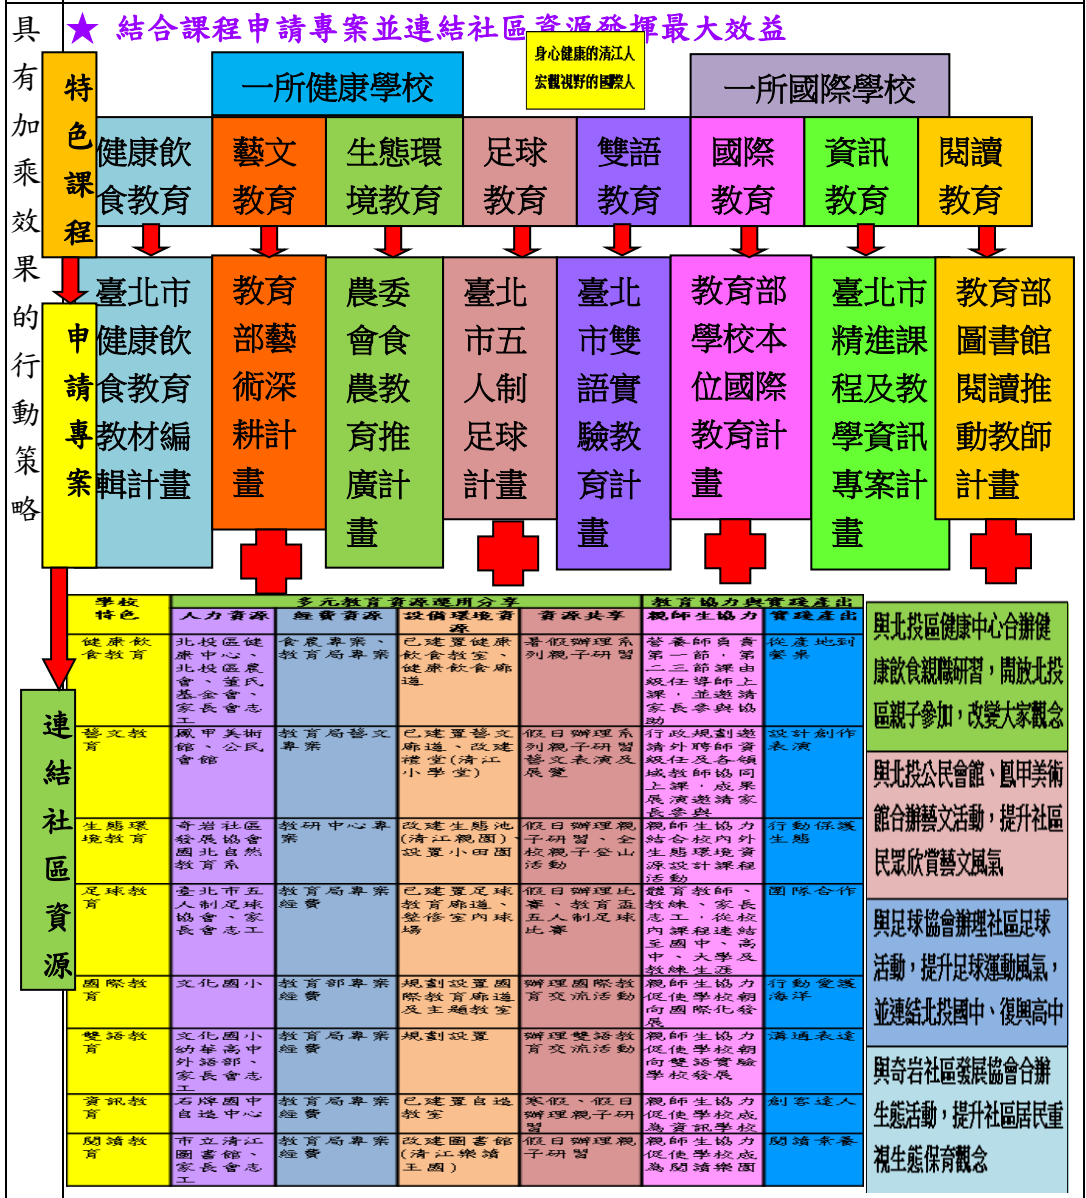 具有加乘效果的行動策略
★ 結合課程申請專案並連結社區資源發揮最大效益
身心健康的清江人
宏觀視野的國際人
特色課程
一所健康學校
一所國際學校
健康飲
食教育
藝文
教育
生態環
境教育
足球
教育
雙語
教育
國際
教育
資訊
教育
閱讀
教育
申請專案
臺北市
健康飲
食教育
教材編
輯計畫
教育
部藝
術深
耕計
畫
農委
會食
農教
育推
廣計
畫
臺北
市五
人制
足球
計畫
臺北
市雙
語實
驗教
育計
畫
教育部
學校本
位國際
教育計
畫
臺北市
精進課
程及教
學資訊
專案計
畫
教育部
圖書館
閱讀推
動教師
計畫
連結社區資源
學校
特色
多元教育資源運用分享
教育協力與實踐產出
人力資源
經費資源
設備環境資
源
資源共享
親師生協力
實踐產出
健康飲
食教育
北投區健
康中心、
北投區農
會、董氏
基金會、
家長會志
工
食農專案、
教育局專案
已建置健康
飲食教室、
健康飲食廊
道
暑假辦理系
列親子研習
營養師負責
第一節，第
二三節課由
級任導師上
課，並邀請
家長參與協
助
從產地到
餐桌
藝文教
育
鳳甲美術
館、公民
會館
教育局藝文
專案
已建置藝文
廊道、改建
禮堂(清江
小學堂)
假日辦理系
列親子研習
藝文表演及
展覽
行政規劃邀
請外聘師資
級任及各領
域教師協同
上課，成果
展演邀請家
長參與
設計創作
表演
生態環
境教育
奇岩社區
發展協會
國北自然
教育系
教研中心專
案
改建生態池
(清江親園)
設置小田園
假日辦理親
子研習、全
校親子登山
活動
親師生協力
結合校內外
生態環境資
源設計課程
活動
行動保護
生態
足球教
育
臺北市五
人制足球
協會、家
長會志工
教育局專案
經費
已建置足球
教育廊道、
整修室內球
場
假日辦理比
賽、教育盃
五人制足球
比賽
體育教師、
教練、家長
志工，從校
內課程連結
至國中、高
中、大學及
教練生涯
團隊合作
國際教
育
文化國小
教育部專案
經費
規劃設置國
際教育廊道
及主題教室
辦理國際教
育交流活動
親師生協力
促使學校朝
向國際化發
展
行動愛護
海洋
雙語教
育
文化國小
幼華高中
外語部、
家長會志
工
教育局專案
經費
規劃設置
辦理雙語教
育交流活動
親師生協力
促使學校朝
向雙語實驗
學校發展
溝通表達
資訊教
育
石牌國中
自造中心
教育局專案
經費
已建置自造
教室
寒假、假日
辦理親子研
習
親師生協力
促使學校成
為資訊學校
創客達人
閱讀教
育
市立清江
圖書館、
家長會志
工
教育局專案
經費
改建圖書館
(清江樂讀
王國)
假日辦理親
子研習
親師生協力
促使學校成
為閱讀樂園
閱讀素養
與北投區健康中心合辦健
康飲食親職研習，開放北投
區親子參加，改變大家觀念
與北投公民會館、鳳甲美術
館合辦藝文活動，提升社區
民眾欣賞藝文風氣
與足球協會辦理社區足球
活動，提升足球運動風氣，
並連結北投國中、復興高中
與奇岩社區發展協會合辦
生態活動，提升社區居民重
視生態保育觀念